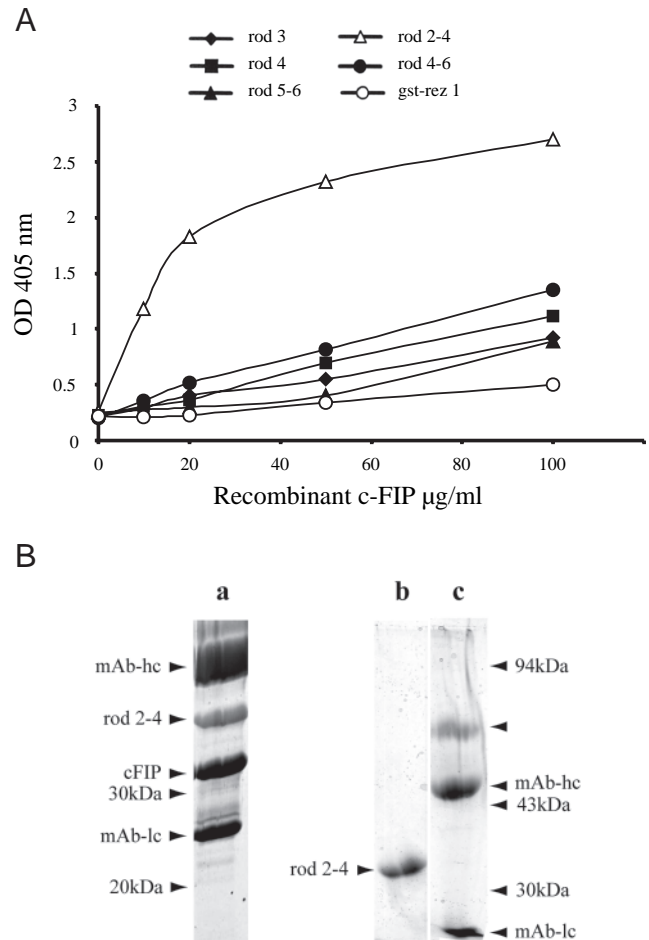 A
rod 3
rod 2-4
rod 4
rod 4-6
rod 5-6
gst-rez 1
3
2.5
2
1.5
1
0.5
0
OD 405 nm
0
20
40
60
80
100
Recombinant c-FIP µg/ml
B
a
b
c
mAb-hc
rod 2-4
cFIP
30kDa
mAb-lc
20kDa
rod 2-4
94kDa
mAb-hc
43kDa
30kDa
mAb-lc